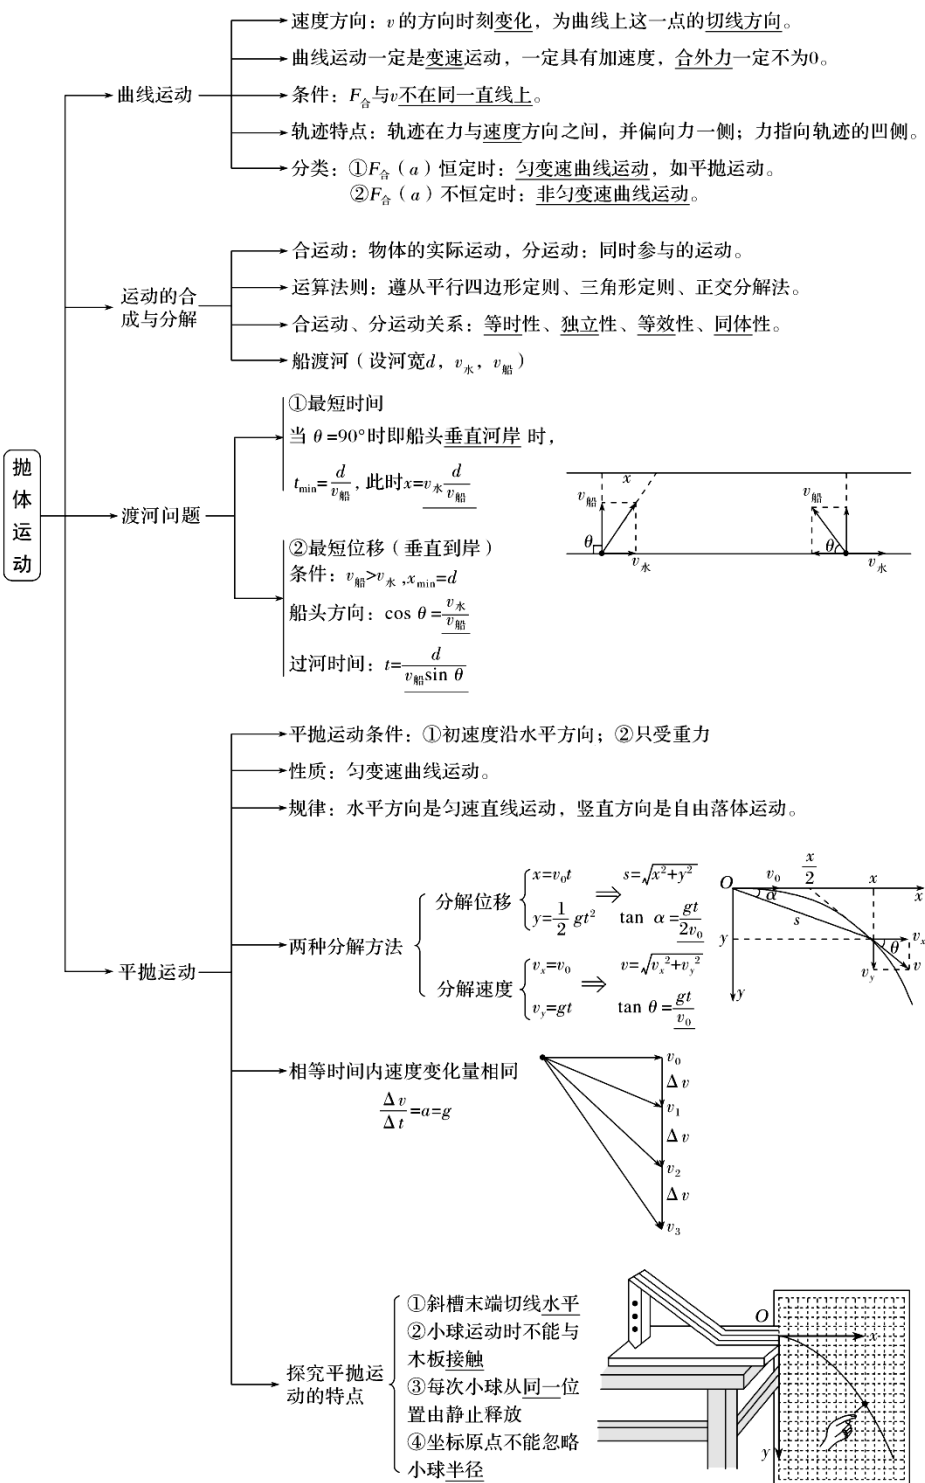 抛体运动
曲线运动
速度方向：v的方向时刻变化，为曲线上这一点的切线方向。
曲线运动一定是变速运动，一定具有加速度，合外力一定不为0。
条件：F合与v不在同一直线上。
轨迹特点：轨迹在力与速度方向之间，并偏向力一侧；力指向轨迹的凹侧。
分类：①F合（a）恒定时：匀变速曲线运动，如平抛运动。
②F合（a）不恒定时：非匀变速曲线运动。
运动的合
成与分解
合运动：物体的实际运动，分运动：同时参与的运动。
运算法则：遵从平行四边形定则、三角形定则、正交分解法。
合运动、分运动关系：等时性、独立性、等效性、同体性。
船渡河（设河宽d，v水，v船）
渡河问题
①最短时间
当 θ=90°时即船头垂直河岸 时，
tmin=d/v船，此时x=v水 d/v船
②最短位移（垂直到岸）
条件：v船>v水,xmin=d
船头方向：cos θ=v水/v船
过河时间：t=d/(v船sin θ)
x
v船
θ
v水
v船
θ
v水
平抛运动
平抛运动条件：①初速度沿水平方向；②只受重力
性质：匀变速曲线运动。
规律：水平方向是匀速直线运动，竖直方向是自由落体运动。
两种分解方法
分解位移
x=v₀t
y=1/2 gt²
⇒
s=√(x²+y²)
tan α=gt/2v₀
分解速度
vx=v₀
vy=gt
⇒
v=√(vx²+vy²)
tan θ=gt/v₀
O
v₀
x/2
x
x
α
s
y
θ
vx
vy
v
y
相等时间内速度变化量相同
Δv/Δt=a=g
v₀
Δv
v₁
Δv
v₂
Δv
v₃
探究平抛运
动的特点
①斜槽末端切线水平
②小球运动时不能与
木板接触
③每次小球从同一位
置由静止释放
④坐标原点不能忽略
小球半径
O
x
y